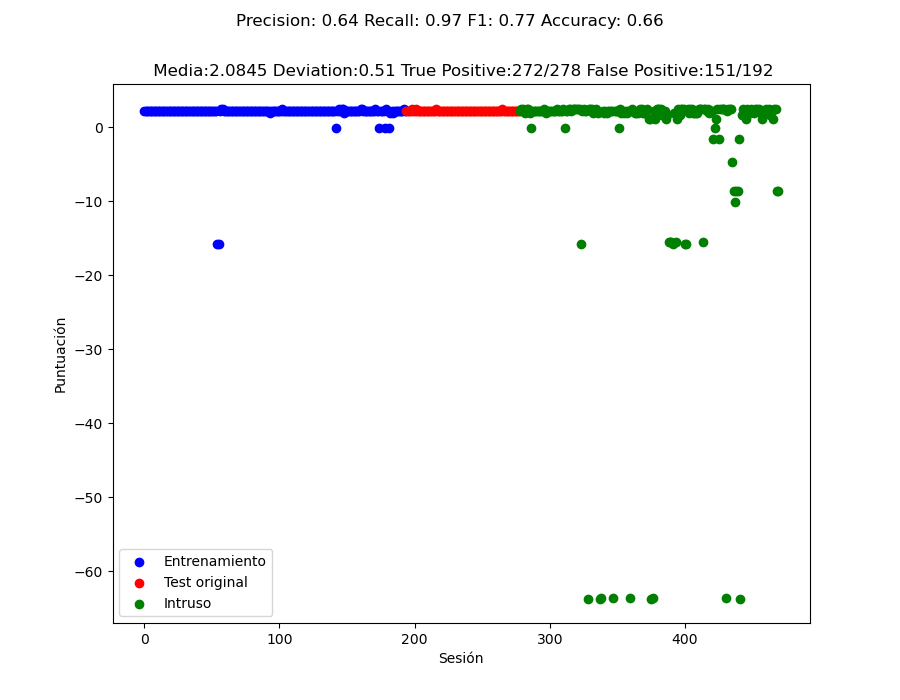 Precision: 0.64 Recall: 0.97 F1: 0.77 Accuracy: 0.66
Media:2.0845 Deviation:0.51 True Positive:272/278 False Positive:151/192
0
−10
−20
−30
−40
−50
−60
Puntuación
Entrenamiento
Test original
Intruso
0 100 200 300 400
Sesión